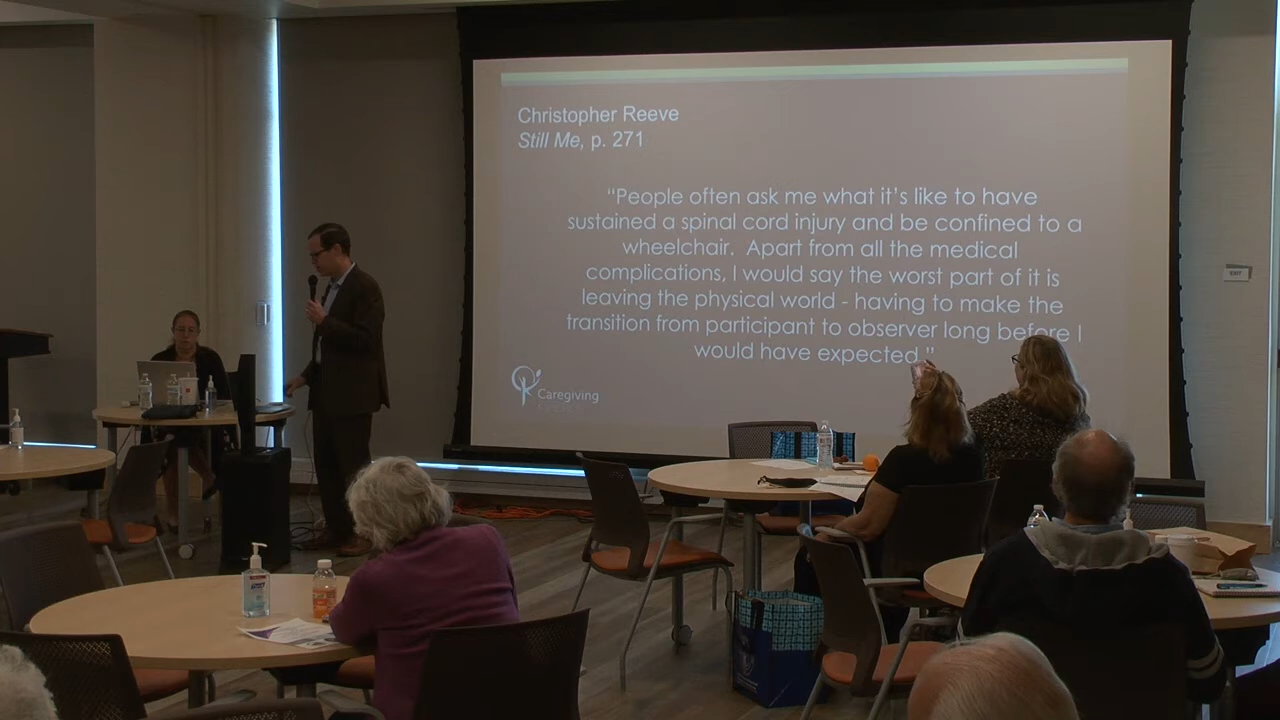 Christopher Reeve
Still Me, p. 271
“People often ask me what it’s like to have
sustained a spinal cord injury and be confined to a
wheelchair.  Apart from all the medical
complications, I would say the worst part of it is
leaving the physical world - having to make the
transition from participant to observer long before I
would have expected.”
Caregiving
EXIT